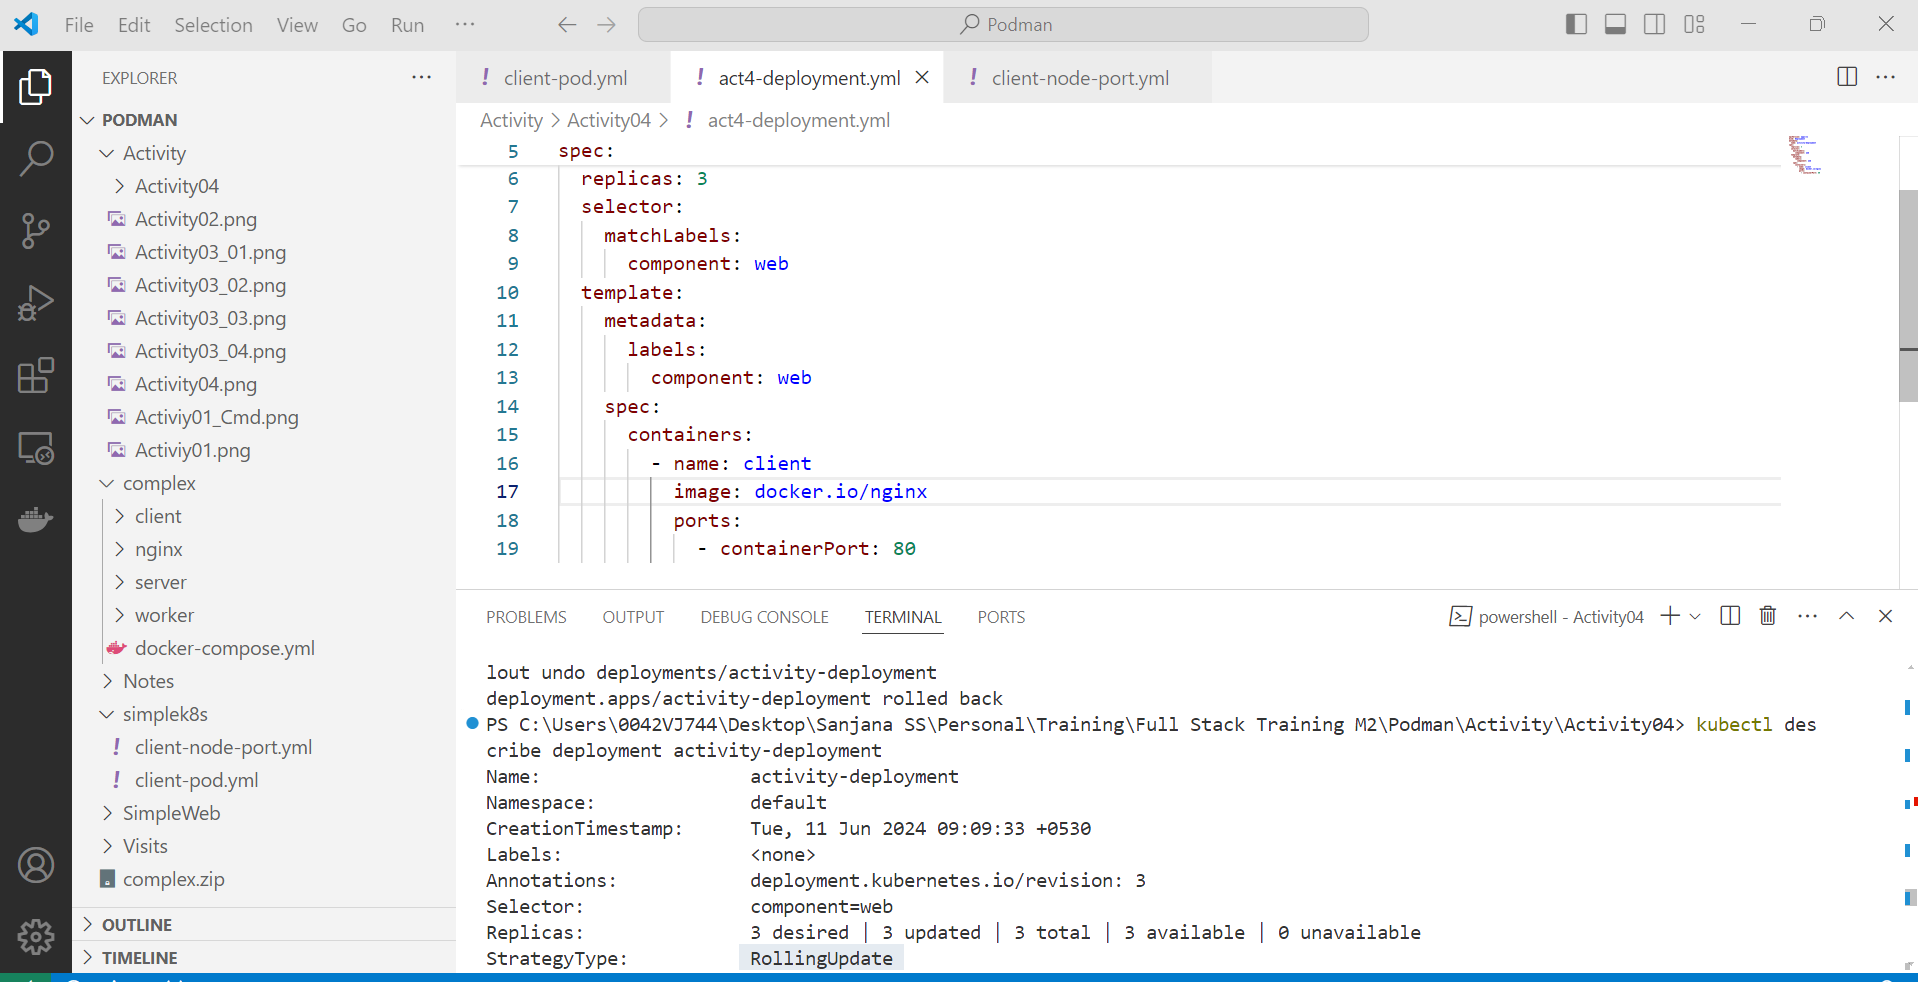 File Edit Selection View Go Run ··· Podman
EXPLORER ···
PODMAN
Activity
Activity04
Activity02.png
Activity03_01.png
Activity03_02.png
Activity03_03.png
Activity03_04.png
Activity04.png
Activiy01_Cmd.png
Activiy01.png
complex
client
nginx
server
worker
docker-compose.yml
Notes
simplek8s
! client-node-port.yml
! client-pod.yml
SimpleWeb
Visits
complex.zip
OUTLINE
TIMELINE
! client-pod.yml ! act4-deployment.yml ! client-node-port.yml ···
Activity > Activity04 > ! act4-deployment.yml
5 spec:
6 replicas: 3
7 selector:
8 matchLabels:
9 component: web
10 template:
11 metadata:
12 labels:
13 component: web
14 spec:
15 containers:
16 - name: client
17 image: docker.io/nginx
18 ports:
19 - containerPort: 80
PROBLEMS OUTPUT DEBUG CONSOLE TERMINAL PORTS powershell - Activity04 ···
lout undo deployments/activity-deployment
deployment.apps/activity-deployment rolled back
PS C:\Users\0042VJ744\Desktop\Sanjana SS\Personal\Training\Full Stack Training M2\Podman\Activity\Activity04> kubectl des
cribe deployment activity-deployment
Name: activity-deployment
Namespace: default
CreationTimestamp: Tue, 11 Jun 2024 09:09:33 +0530
Labels: <none>
Annotations: deployment.kubernetes.io/revision: 3
Selector: component=web
Replicas: 3 desired | 3 updated | 3 total | 3 available | 0 unavailable
StrategyType: RollingUpdate